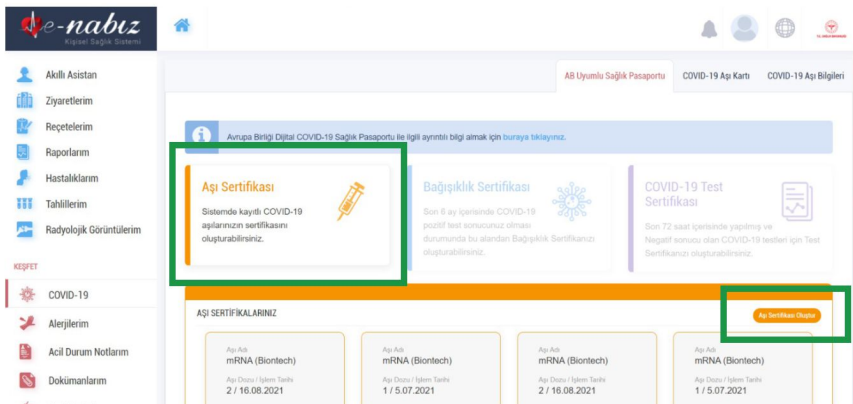 e-nabız
Kişisel Sağlık Sistemi
Akıllı Asistan
Ziyaretlerim
Reçetelerim
Raporlarım
Hastalıklarım
Tahlillerim
Radyolojik Görüntülerim
KEŞFET
COVID-19
Alerjilerim
Acil Durum Notlarım
Dokümanlarım
AB Uyumlu Sağlık Pasaportu
COVID-19 Aşı Kartı
COVID-19 Aşı Bilgileri
Avrupa Birliği Dijital COVID-19 Sağlık Pasaportu ile ilgili ayrıntılı bilgi almak için buraya tıklayınız.
Aşı Sertifikası
Sistemde kayıtlı COVID-19
aşılarınızın sertifikasını
oluşturabilirsiniz.
Bağışıklık Sertifikası
Son 6 ay içerisinde COVID-19
pozitif test sonucunuz olması
durumunda bu alandan Bağışıklık Sertifikanızı
oluşturabilirsiniz.
COVID-19 Test
Sertifikası
Son 72 saat içerisinde yapılmış ve
Negatif sonucu olan COVID-19 testleri için Test
Sertifikanızı oluşturabilirsiniz.
AŞI SERTİFİKALARINIZ
Aşı Sertifikası Oluştur
Aşı Adı
mRNA (Biontech)
Aşı Dozu / İşlem Tarihi
2 / 16.08.2021
Aşı Adı
mRNA (Biontech)
Aşı Dozu / İşlem Tarihi
1 / 5.07.2021
Aşı Adı
mRNA (Biontech)
Aşı Dozu / İşlem Tarihi
2 / 16.08.2021
Aşı Adı
mRNA (Biontech)
Aşı Dozu / İşlem Tarihi
1 / 5.07.2021